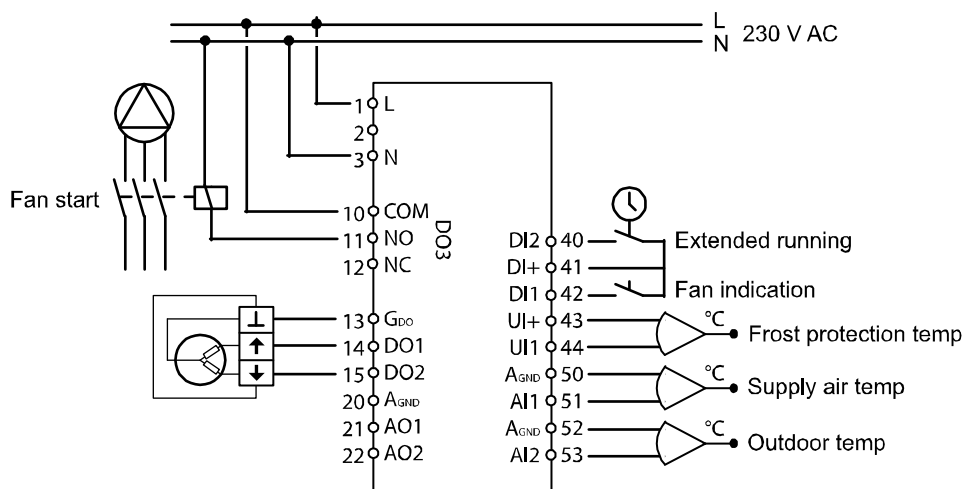 L
N 230 V AC
1 L
2
3 N
Fan start
10 COM
11 NO
12 NC
DO3
13 GDO
14 DO1
15 DO2
20 AGND
21 AO1
22 AO2
DI2 40 Extended running
DI+ 41
DI1 42 Fan indication
UI+ 43 °C
UI1 44 Frost protection temp
AGND 50 °C
AI1 51 Supply air temp
AGND 52 °C
AI2 53 Outdoor temp